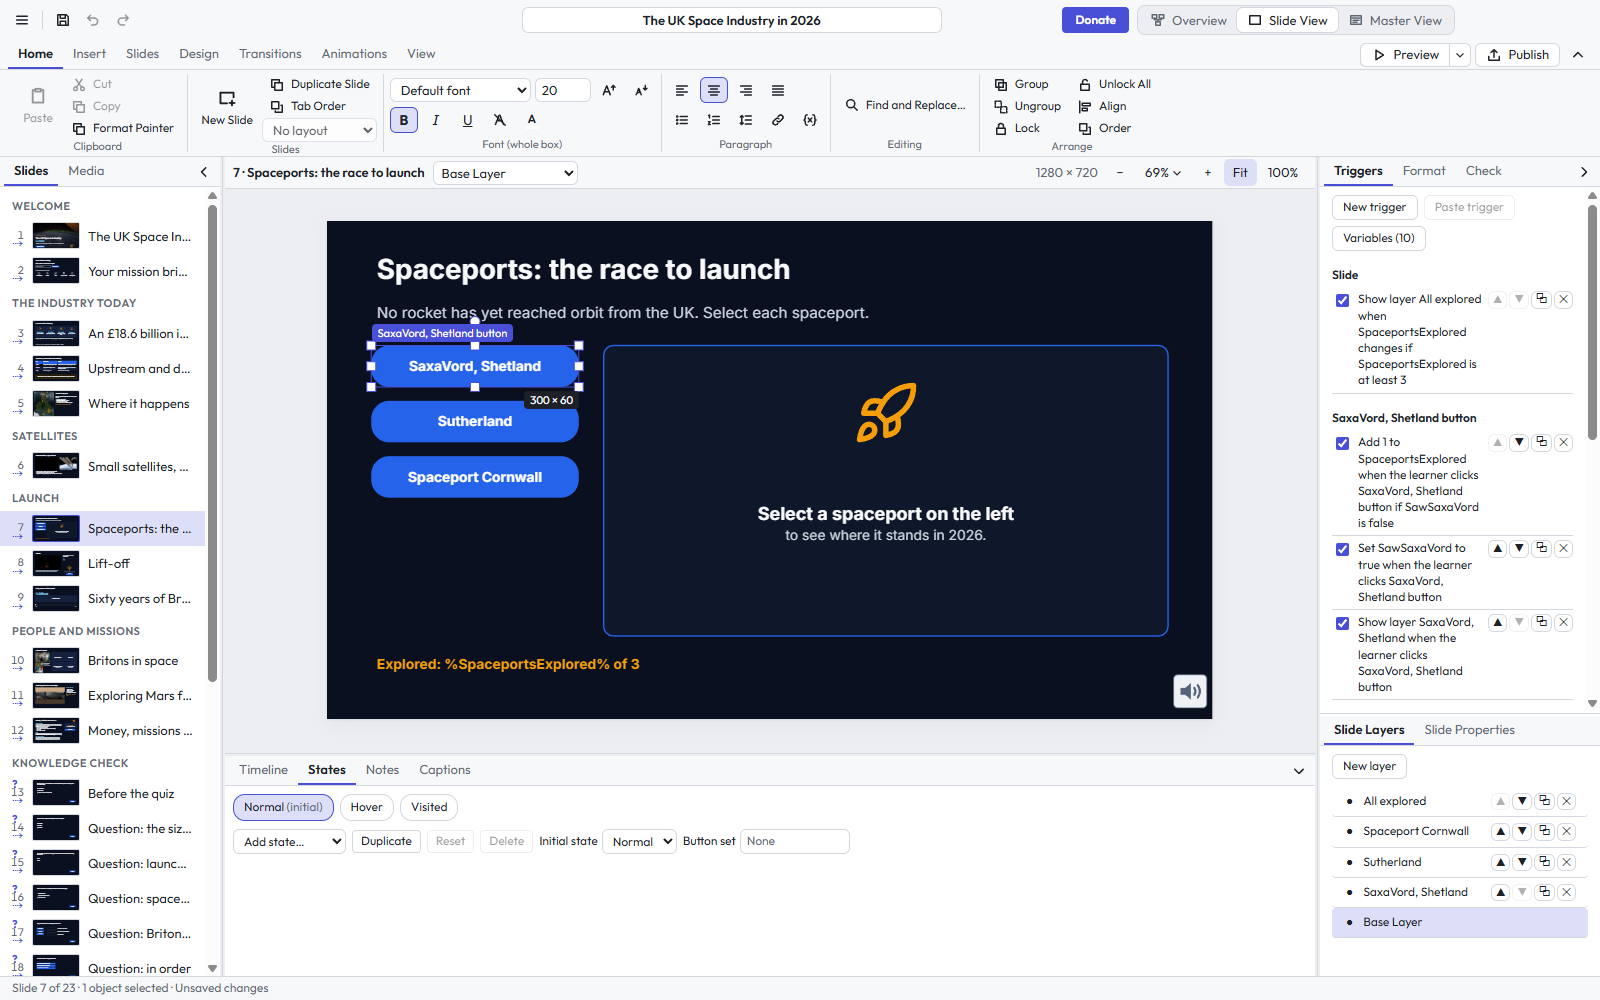 The UK Space Industry in 2026
Donate
Overview
Slide View
Master View
Home
Insert
Slides
Design
Transitions
Animations
View
Preview
Publish
Paste
Cut
Copy
Format Painter
Clipboard
New Slide
Duplicate Slide
Tab Order
No layout
Slides
Default font
20
B
I
U
A
Font (whole box)
Paragraph
Find and Replace...
Editing
Group
Ungroup
Lock
Unlock All
Align
Order
Arrange
Slides
Media
WELCOME
1
The UK Space In...
2
Your mission bri...
THE INDUSTRY TODAY
3
An £18.6 billion i...
4
Upstream and d...
5
Where it happens
SATELLITES
6
Small satellites, ...
LAUNCH
7
Spaceports: the ...
8
Lift-off
9
Sixty years of Br...
PEOPLE AND MISSIONS
10
Britons in space
11
Exploring Mars f...
12
Money, missions ...
KNOWLEDGE CHECK
?
13
Before the quiz
?
14
Question: the siz...
?
15
Question: launc...
?
16
Question: space...
?
17
Question: Briton...
?
18
Question: in order
7 · Spaceports: the race to launch
Base Layer
1280 × 720
−
69%
+
Fit
100%
Spaceports: the race to launch
No rocket has yet reached orbit from the UK. Select each spaceport.
SaxaVord, Shetland button
SaxaVord, Shetland
300 × 60
Sutherland
Spaceport Cornwall
Select a spaceport on the left
to see where it stands in 2026.
Explored: %SpaceportsExplored% of 3
Timeline
States
Notes
Captions
Normal (initial)
Hover
Visited
Add state...
Duplicate
Reset
Delete
Initial state
Normal
Button set
None
Triggers
Format
Check
New trigger
Paste trigger
Variables (10)
Slide
Show layer All explored
when
SpaceportsExplored
changes if
SpaceportsExplored is
at least 3
SaxaVord, Shetland button
Add 1 to
SpaceportsExplored
when the learner clicks
SaxaVord, Shetland
button if SawSaxaVord
is false
Set SawSaxaVord to
true when the learner
clicks SaxaVord,
Shetland button
Show layer SaxaVord,
Shetland when the
learner clicks
SaxaVord, Shetland
button
Slide Layers
Slide Properties
New layer
All explored
Spaceport Cornwall
Sutherland
SaxaVord, Shetland
Base Layer
Slide 7 of 23 · 1 object selected · Unsaved changes